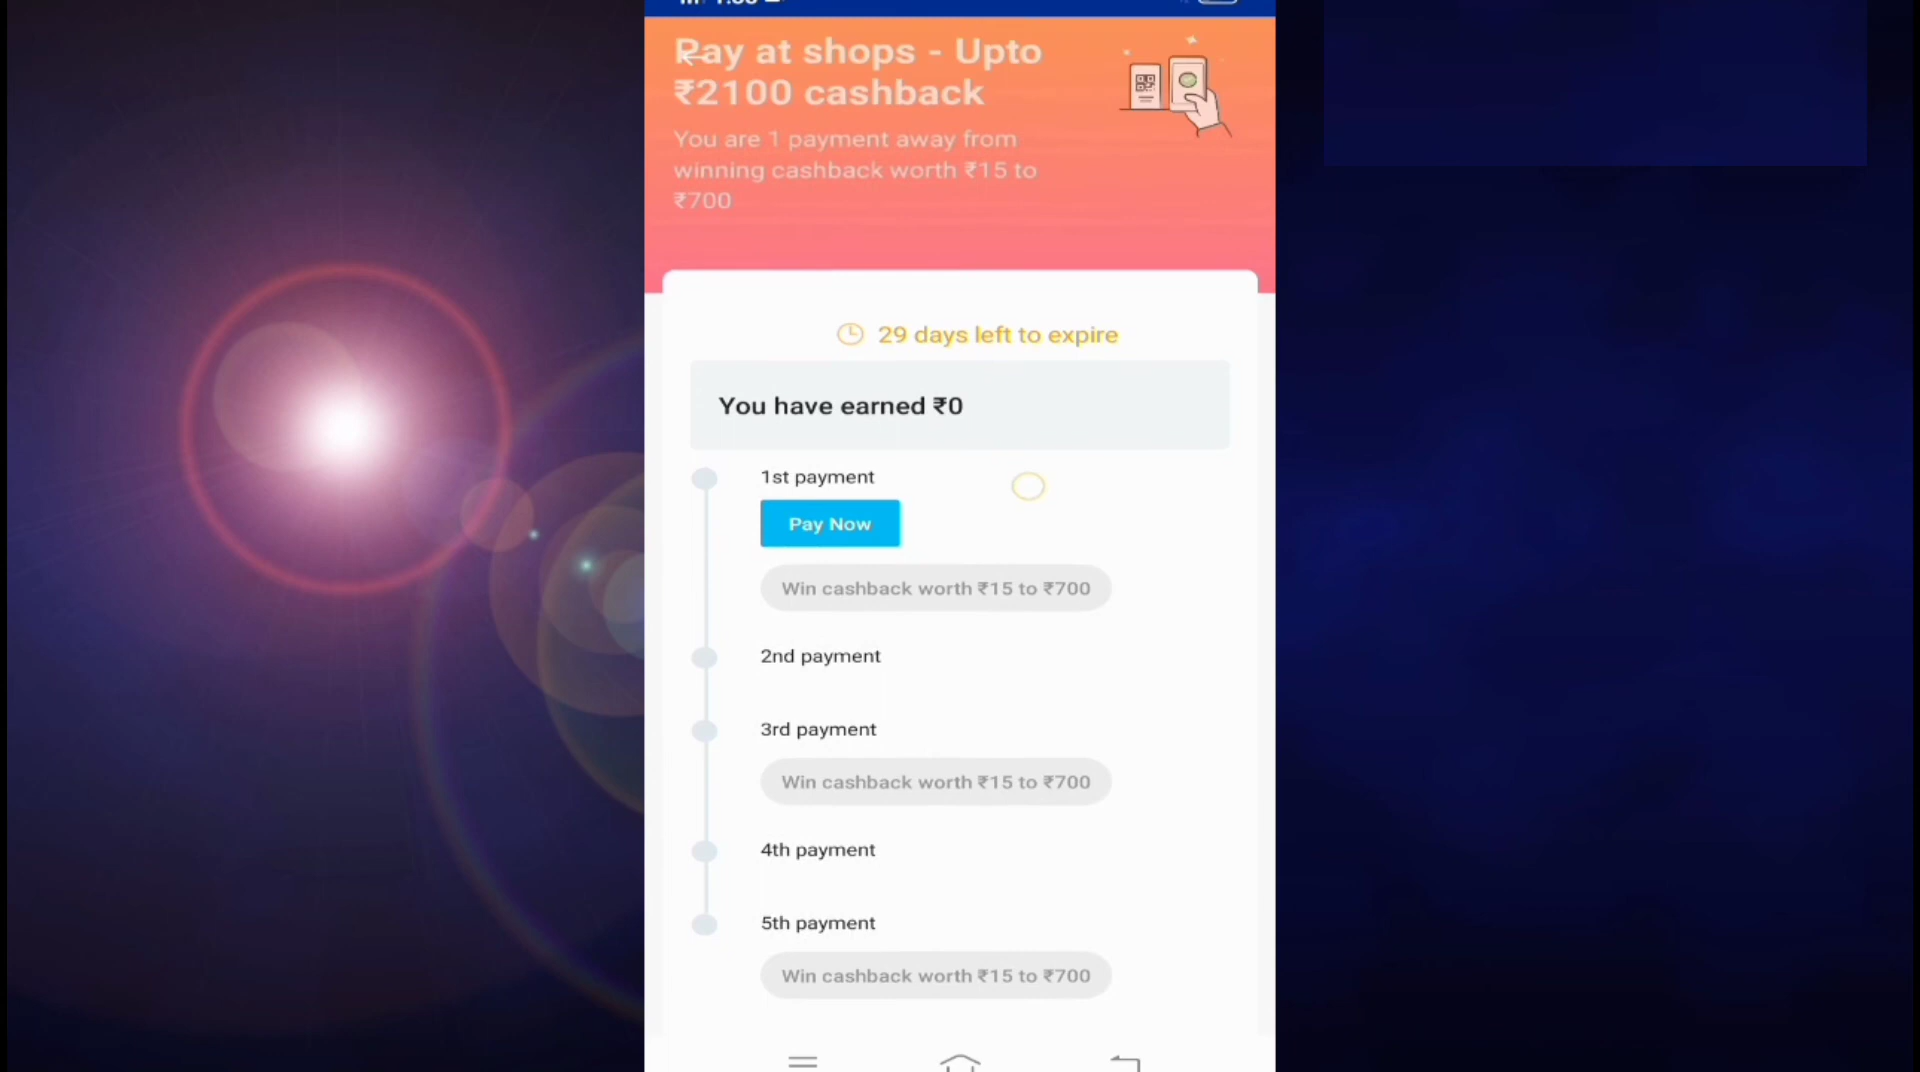 Pay at shops - Upto
₹2100 cashback
You are 1 payment away from
winning cashback worth ₹15 to
₹700
29 days left to expire
You have earned ₹0
1st payment
Pay Now
Win cashback worth ₹15 to ₹700
2nd payment
3rd payment
Win cashback worth ₹15 to ₹700
4th payment
5th payment
Win cashback worth ₹15 to ₹700